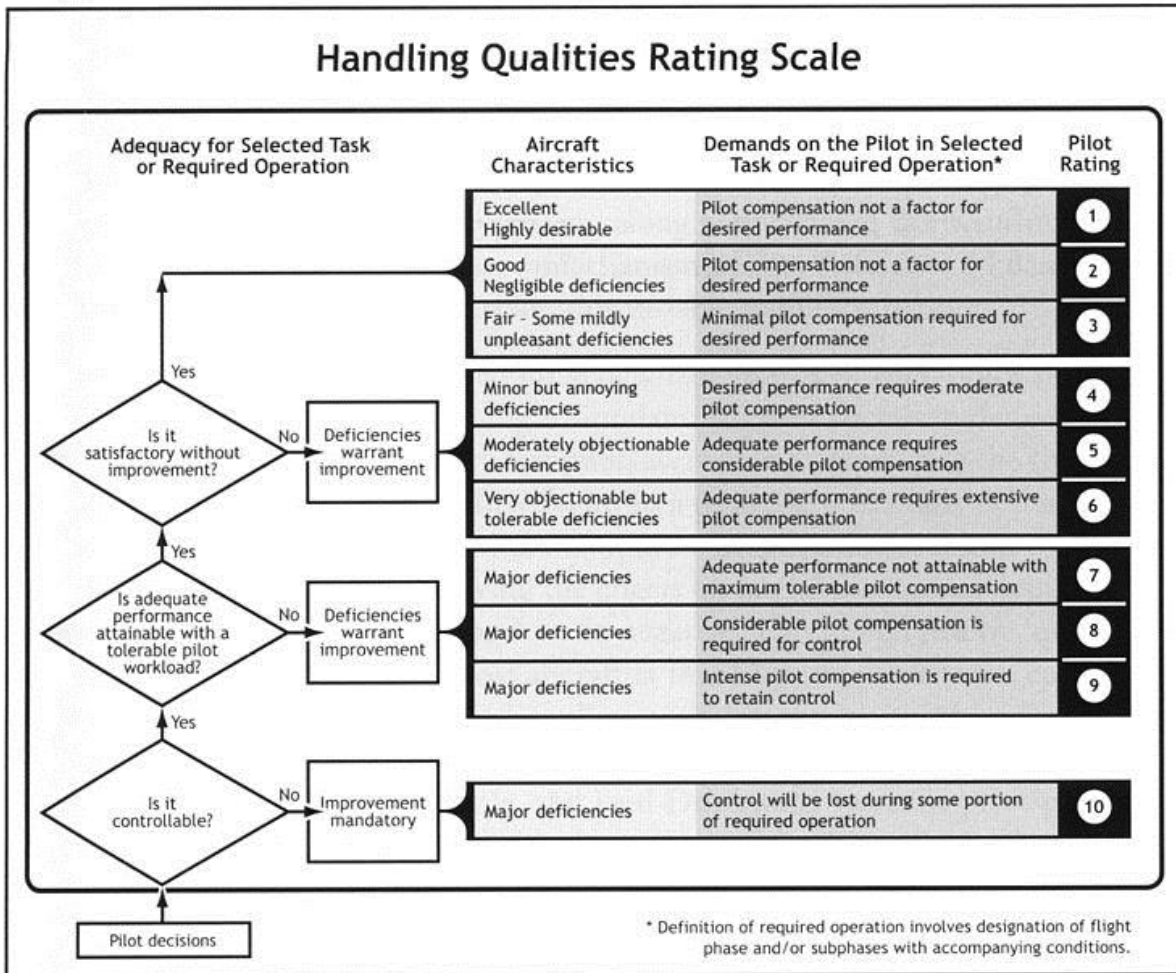 Handling Qualities Rating Scale
Adequacy for Selected Task
or Required Operation
Aircraft
Characteristics
Demands on the Pilot in Selected
Task or Required Operation*
Pilot
Rating
Excellent
Highly desirable
Pilot compensation not a factor for
desired performance
1
Good
Negligible deficiencies
Pilot compensation not a factor for
desired performance
2
Fair – Some mildly
unpleasant deficiencies
Minimal pilot compensation required for
desired performance
3
Yes
Is it
satisfactory without
improvement?
No
Deficiencies
warrant
improvement
Minor but annoying
deficiencies
Desired performance requires moderate
pilot compensation
4
Moderately objectionable
deficiencies
Adequate performance requires
considerable pilot compensation
5
Very objectionable but
tolerable deficiencies
Adequate performance requires extensive
pilot compensation
6
Yes
Is adequate
performance
attainable with a
tolerable pilot
workload?
No
Deficiencies
warrant
improvement
Major deficiencies
Adequate performance not attainable with
maximum tolerable pilot compensation
7
Major deficiencies
Considerable pilot compensation is
required for control
8
Major deficiencies
Intense pilot compensation is required
to retain control
9
Yes
Is it
controllable?
No
Improvement
mandatory
Major deficiencies
Control will be lost during some portion
of required operation
10
Pilot decisions
* Definition of required operation involves designation of flight
phase and/or subphases with accompanying conditions.